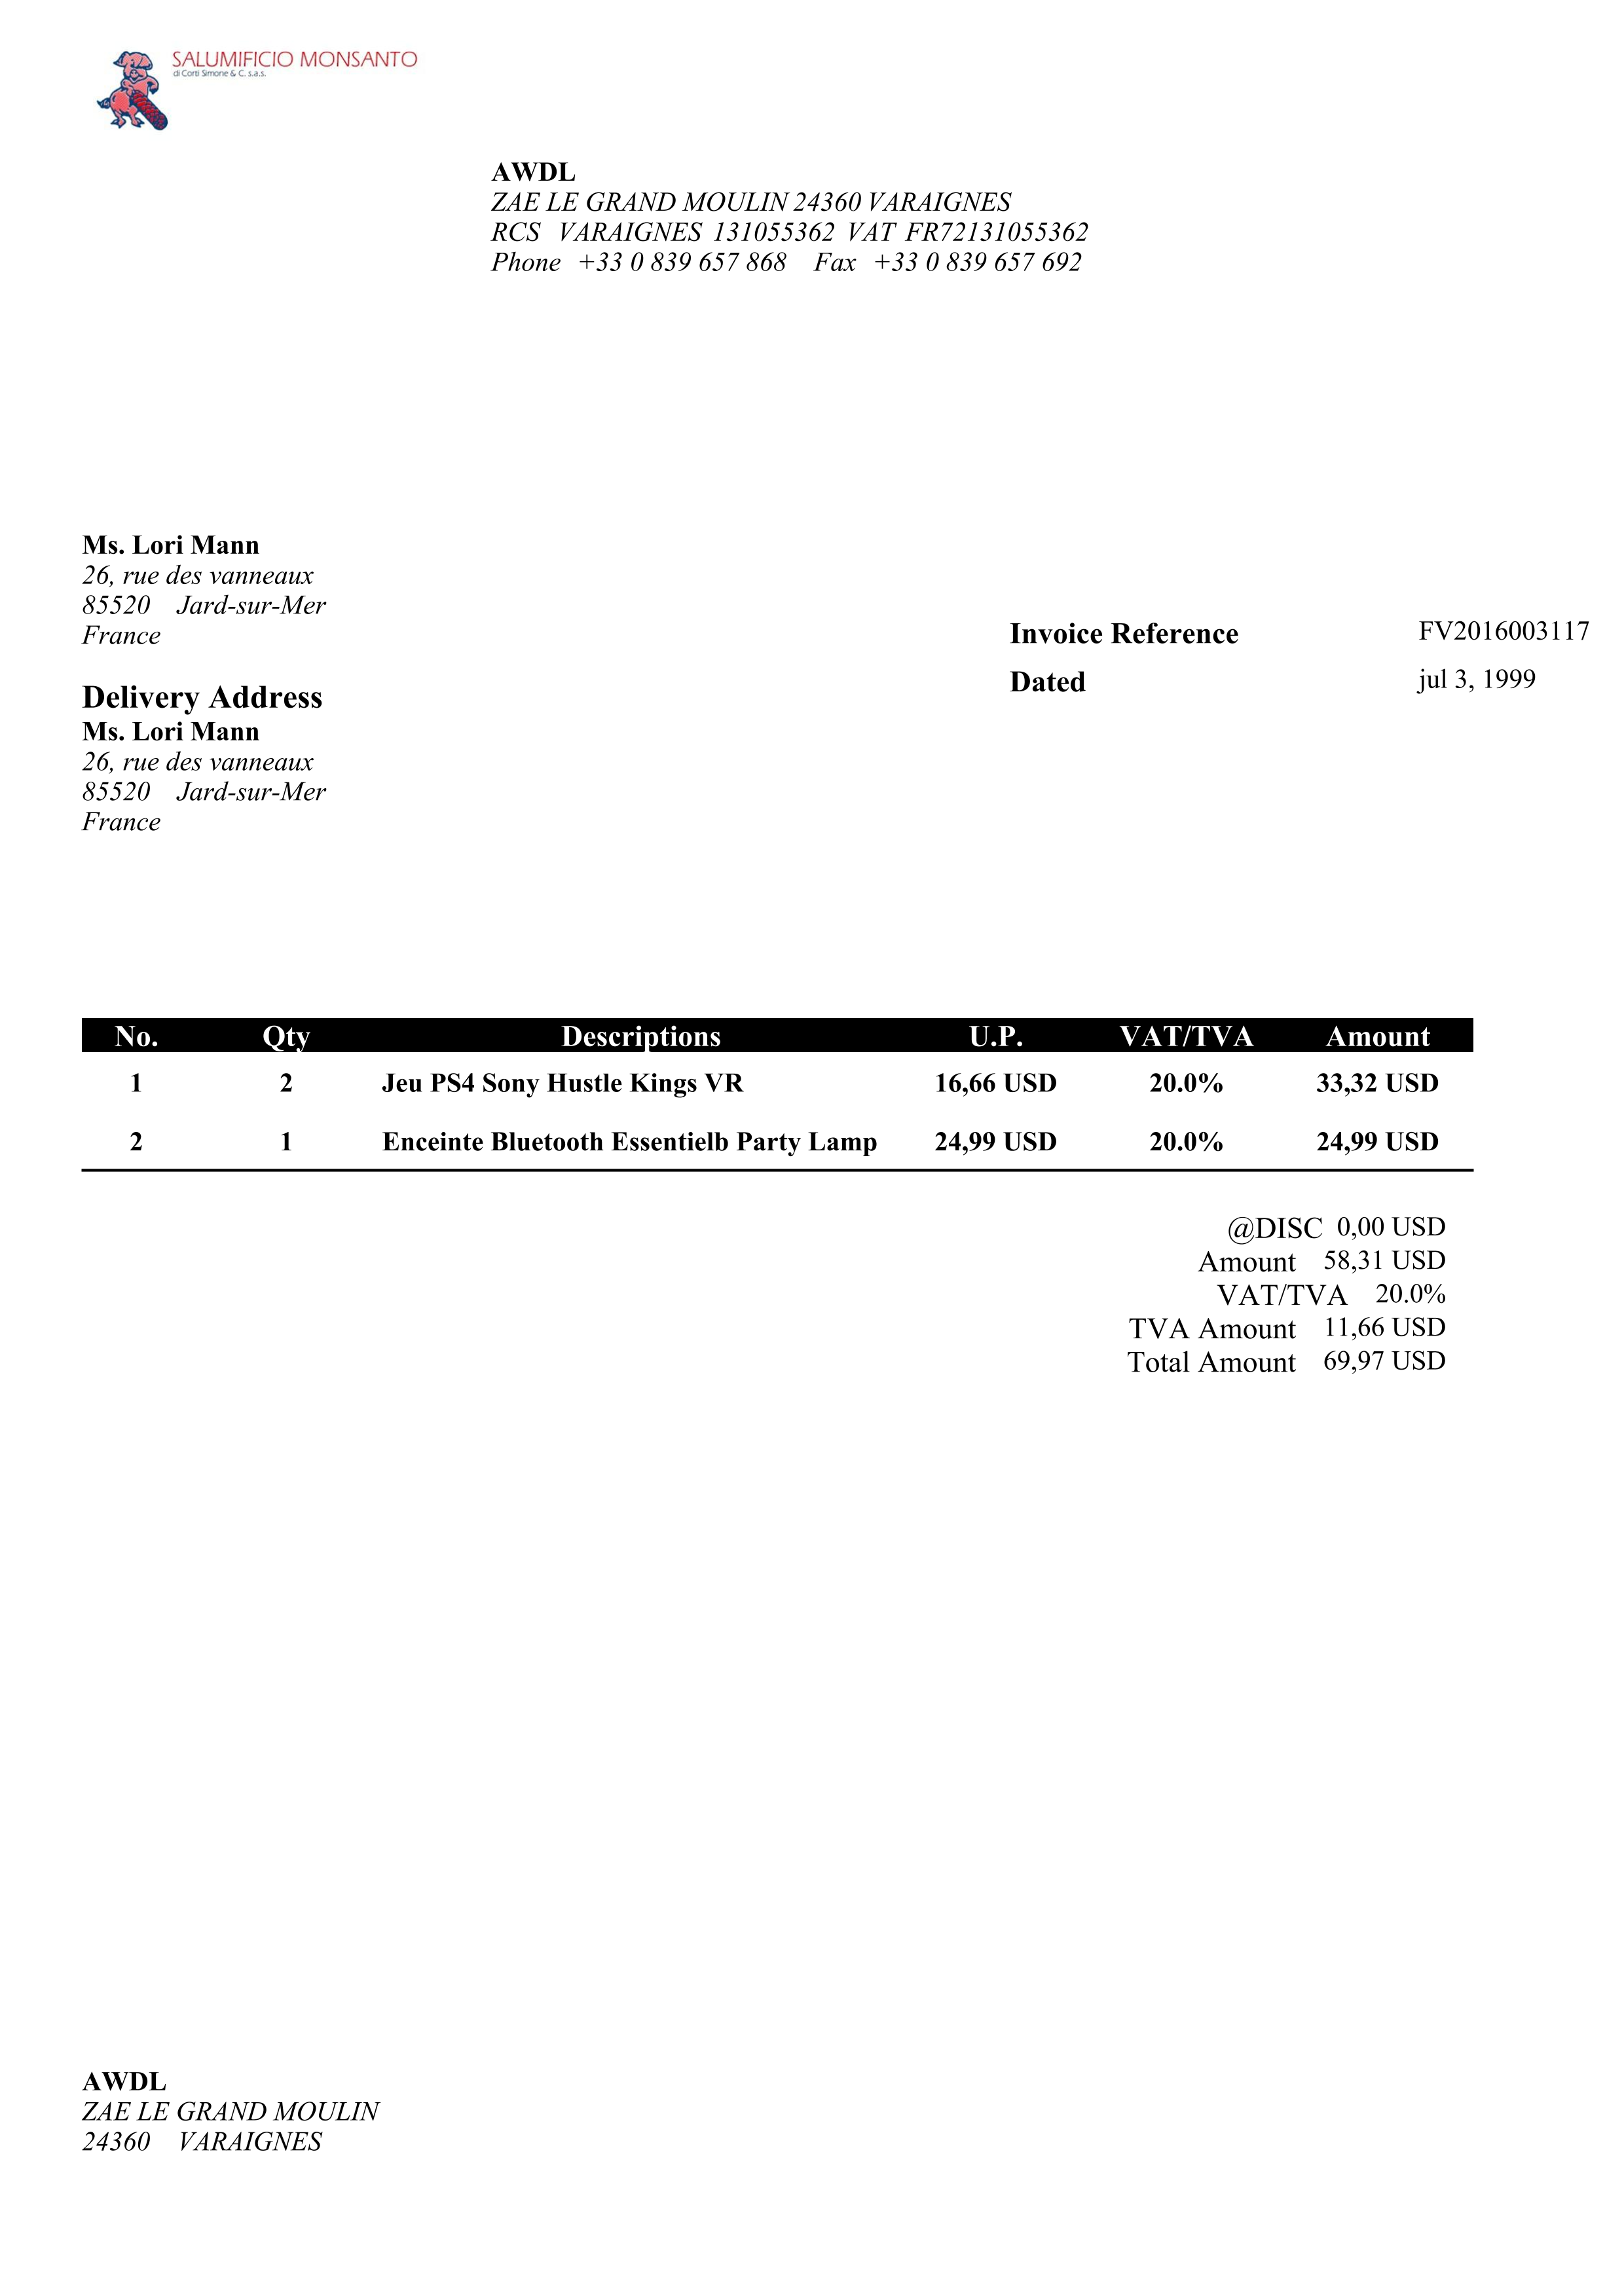 SALUMIFICIO MONSANTO
di Corti Simone & C. s.a.s.
AWDL
ZAE LE GRAND MOULIN 24360 VARAIGNES
RCS VARAIGNES 131055362 VAT FR72131055362
Phone +33 0 839 657 868 Fax +33 0 839 657 692
Ms. Lori Mann
26, rue des vanneaux
85520 Jard-sur-Mer
France
Invoice Reference FV2016003117
Dated jul 3, 1999
Delivery Address
Ms. Lori Mann
26, rue des vanneaux
85520 Jard-sur-Mer
France
No. Qty Descriptions U.P. VAT/TVA Amount
1 2 Jeu PS4 Sony Hustle Kings VR 16,66 USD 20.0% 33,32 USD
2 1 Enceinte Bluetooth Essentielb Party Lamp 24,99 USD 20.0% 24,99 USD
@DISC 0,00 USD
Amount 58,31 USD
VAT/TVA 20.0%
TVA Amount 11,66 USD
Total Amount 69,97 USD
AWDL
ZAE LE GRAND MOULIN
24360 VARAIGNES